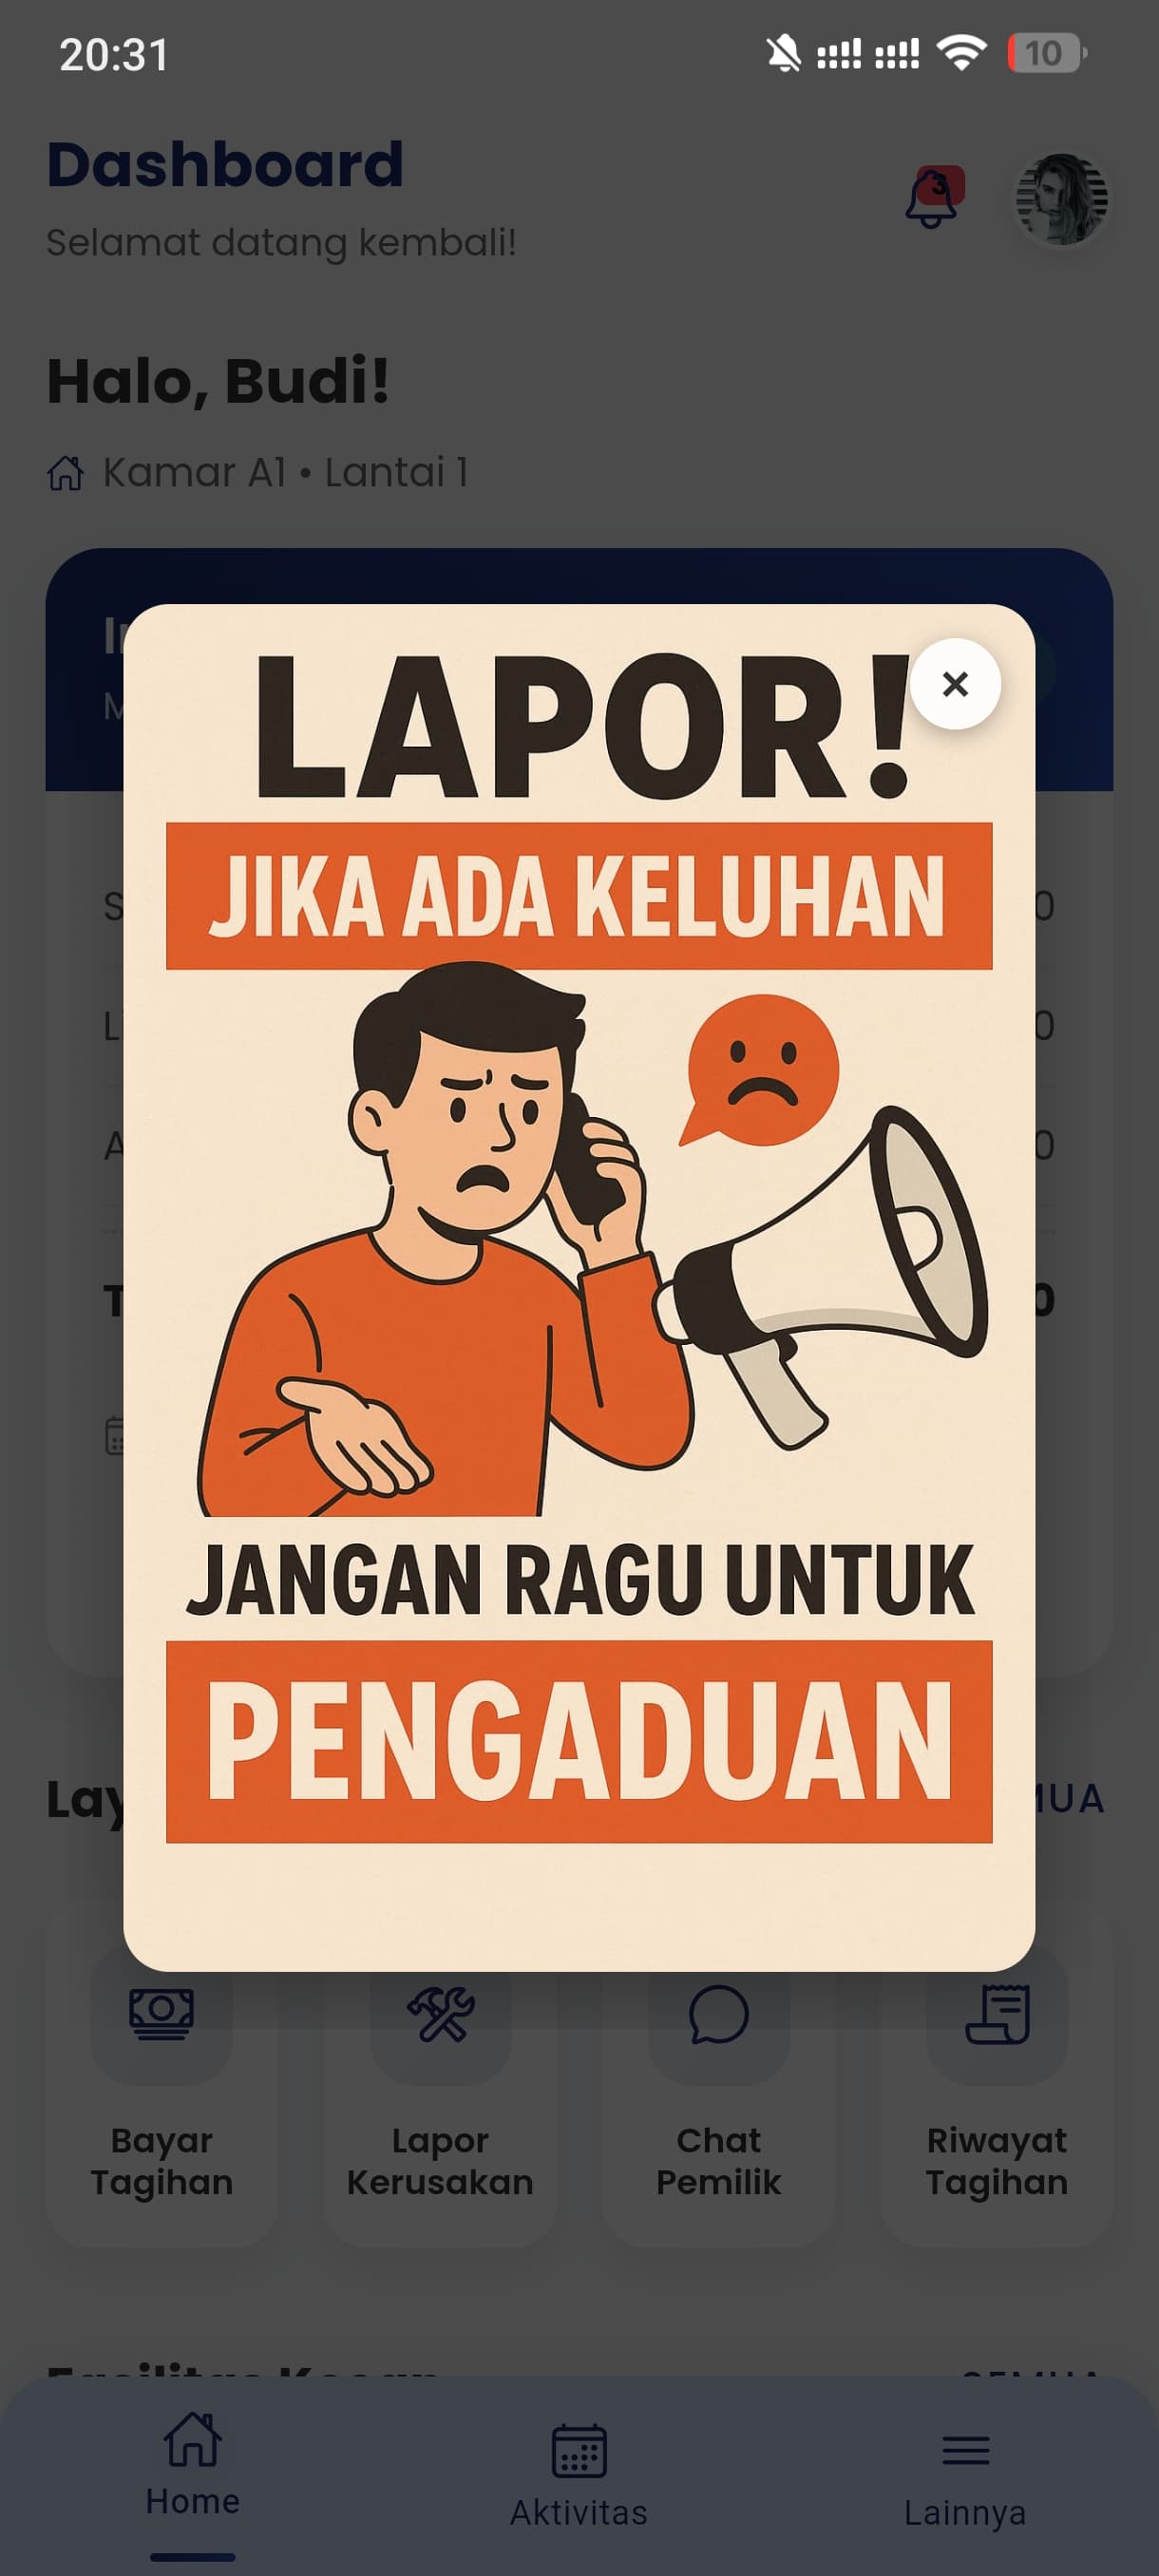 20:31
10
Dashboard
3
Selamat datang kembali!
Halo, Budi!
Kamar A1 • Lantai 1
LAPOR!
JIKA ADA KELUHAN
JANGAN RAGU UNTUK
PENGADUAN
Bayar Tagihan
Lapor Kerusakan
Chat Pemilik
Riwayat Tagihan
Home
Aktivitas
Lainnya